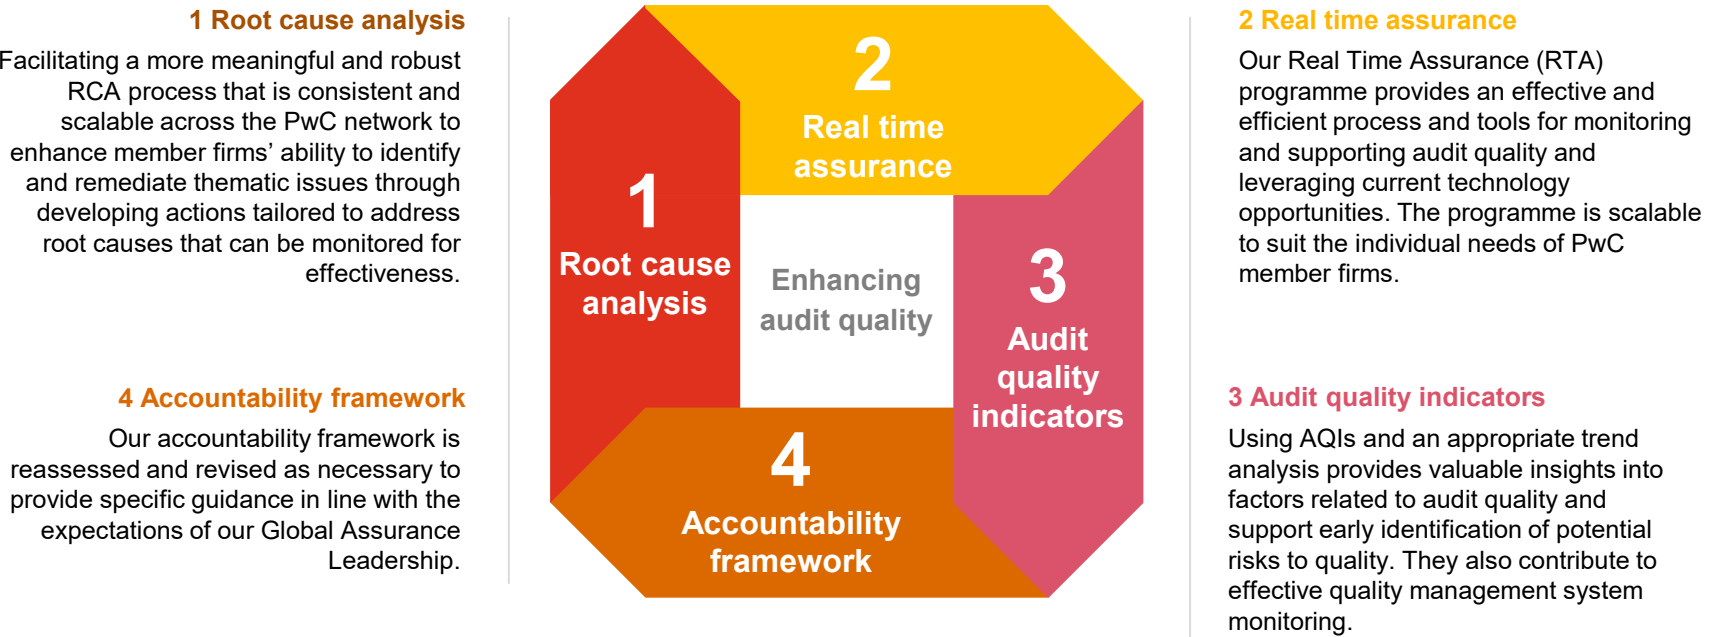 1 Root cause analysis
Facilitating a more meaningful and robust
RCA process that is consistent and
scalable across the PwC network to
enhance member firms’ ability to identify
and remediate thematic issues through
developing actions tailored to address
root causes that can be monitored for
effectiveness.
4 Accountability framework
Our accountability framework is
reassessed and revised as necessary to
provide specific guidance in line with the
expectations of our Global Assurance
Leadership.
1
Root cause
analysis
2
Real time
assurance
Enhancing
audit quality
3
Audit
quality
indicators
4
Accountability
framework
2 Real time assurance
Our Real Time Assurance (RTA)
programme provides an effective and
efficient process and tools for monitoring
and supporting audit quality and
leveraging current technology
opportunities. The programme is scalable
to suit the individual needs of PwC
member firms.
3 Audit quality indicators
Using AQIs and an appropriate trend
analysis provides valuable insights into
factors related to audit quality and
support early identification of potential
risks to quality. They also contribute to
effective quality management system
monitoring.